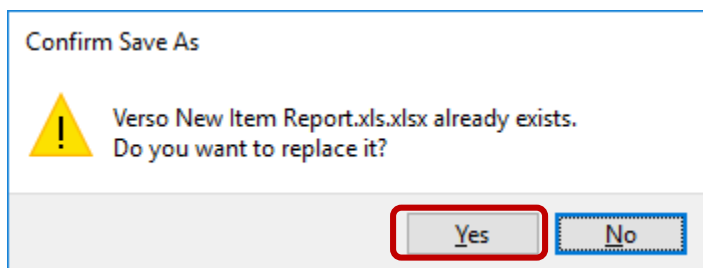 Confirm Save As
Verso New Item Report.xls.xlsx already exists.
Do you want to replace it?
Yes
No